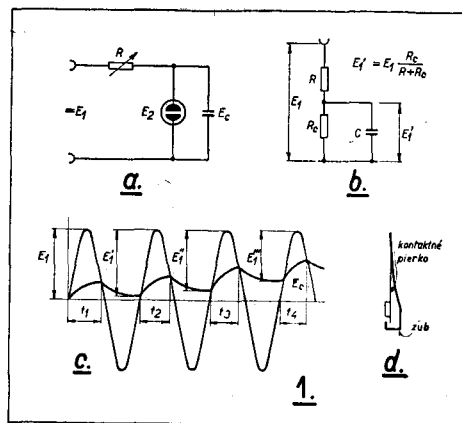 R
=E1
E2
Ec
a.
E1' = E1 Rc / R+Rc
R
E1
Rc
C
E1'
b.
E1
E1'
E1''
E1'''
Ec
t1
t2
t3
t4
c.
kontaktné
pierko
zub
d.
1.